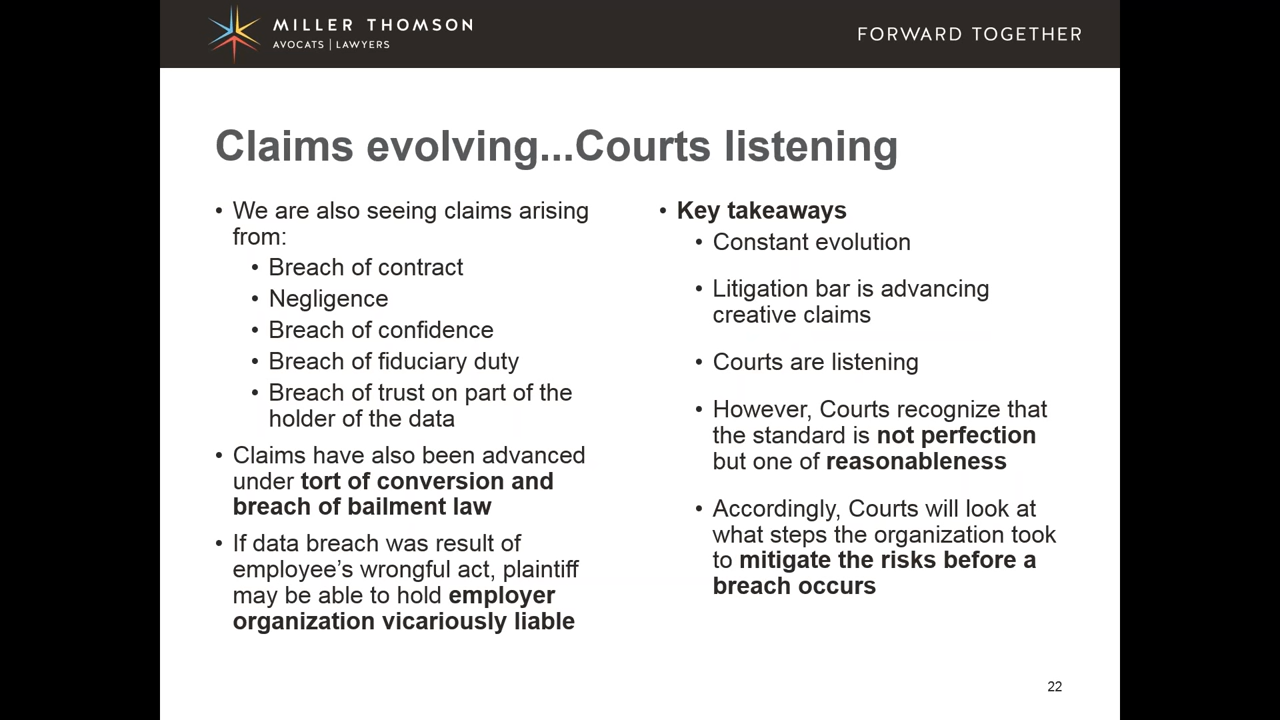 MILLER THOMSON
AVOCATS | LAWYERS
FORWARD TOGETHER
Claims evolving...Courts listening
• We are also seeing claims arising
from:
• Breach of contract
• Negligence
• Breach of confidence
• Breach of fiduciary duty
• Breach of trust on part of the
holder of the data
• Claims have also been advanced
under tort of conversion and
breach of bailment law
• If data breach was result of
employee’s wrongful act, plaintiff
may be able to hold employer
organization vicariously liable
• Key takeaways
• Constant evolution
• Litigation bar is advancing
creative claims
• Courts are listening
• However, Courts recognize that
the standard is not perfection
but one of reasonableness
• Accordingly, Courts will look at
what steps the organization took
to mitigate the risks before a
breach occurs
22